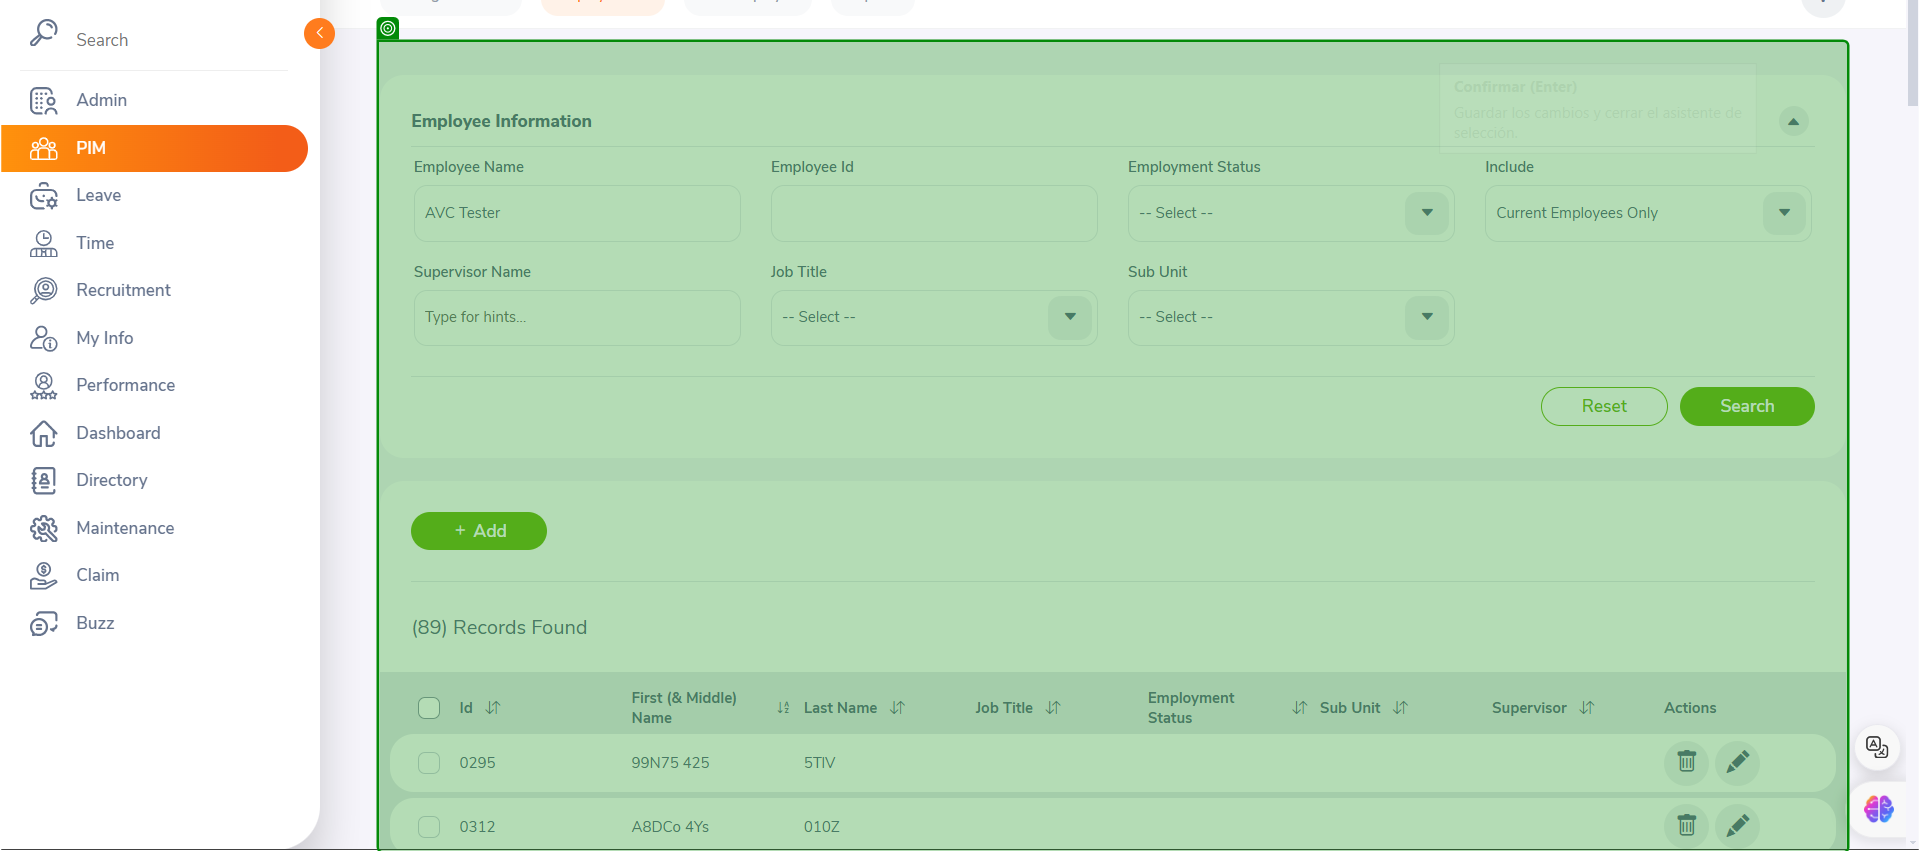 Search
Admin
PIM
Leave
Time
Recruitment
My Info
Performance
Dashboard
Directory
Maintenance
Claim
Buzz
Confirmar (Enter)
Guardar los cambios y cerrar el asistente de
selección.
Employee Information
Employee Name
Employee Id
Employment Status
Include
AVC Tester
-- Select --
Current Employees Only
Supervisor Name
Job Title
Sub Unit
Type for hints...
-- Select --
-- Select --
Reset
Search
+ Add
(89) Records Found
Id
First (& Middle)
Name
Last Name
Job Title
Employment
Status
Sub Unit
Supervisor
Actions
0295
99N75 425
5TIV
0312
A8DCo 4Ys
010Z